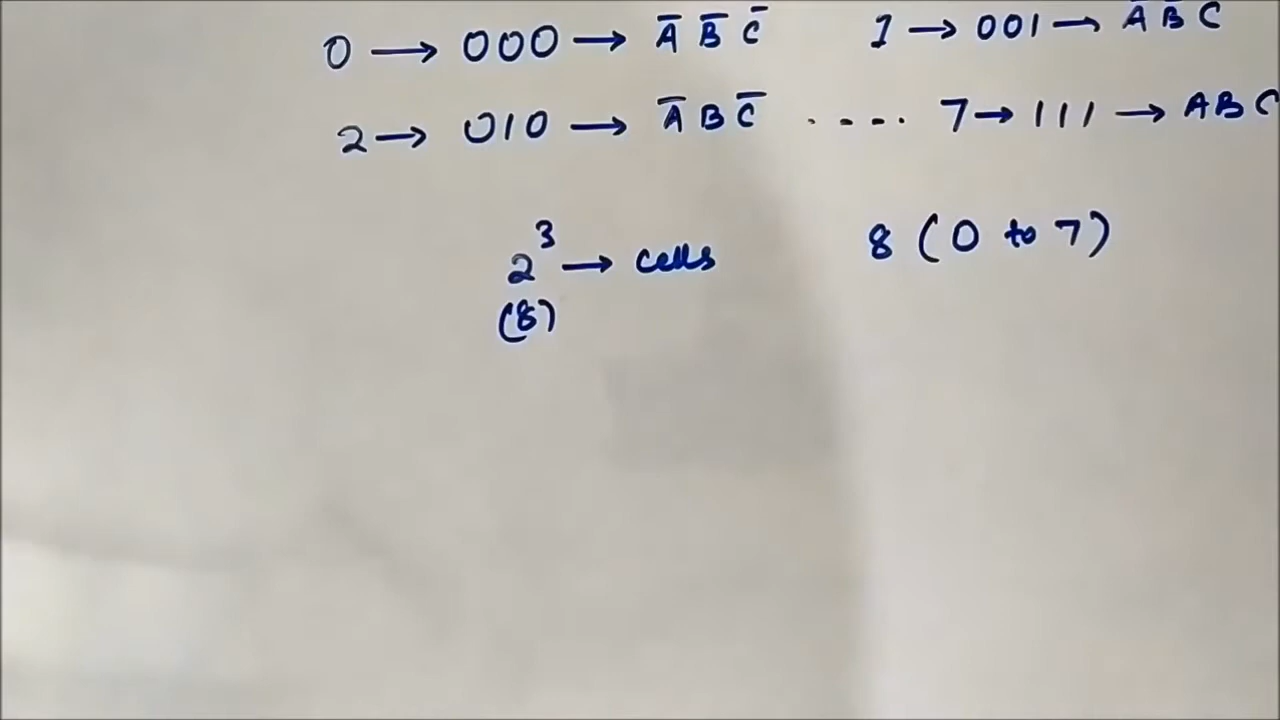 0 → 000 → A̅ B̅ C̅ 1 → 001 → A̅ B̅ C
2 → 010 → A̅ B C̅ ..... 7 → 111 → A B C
2³ → cells 8 (0 to 7)
(8)